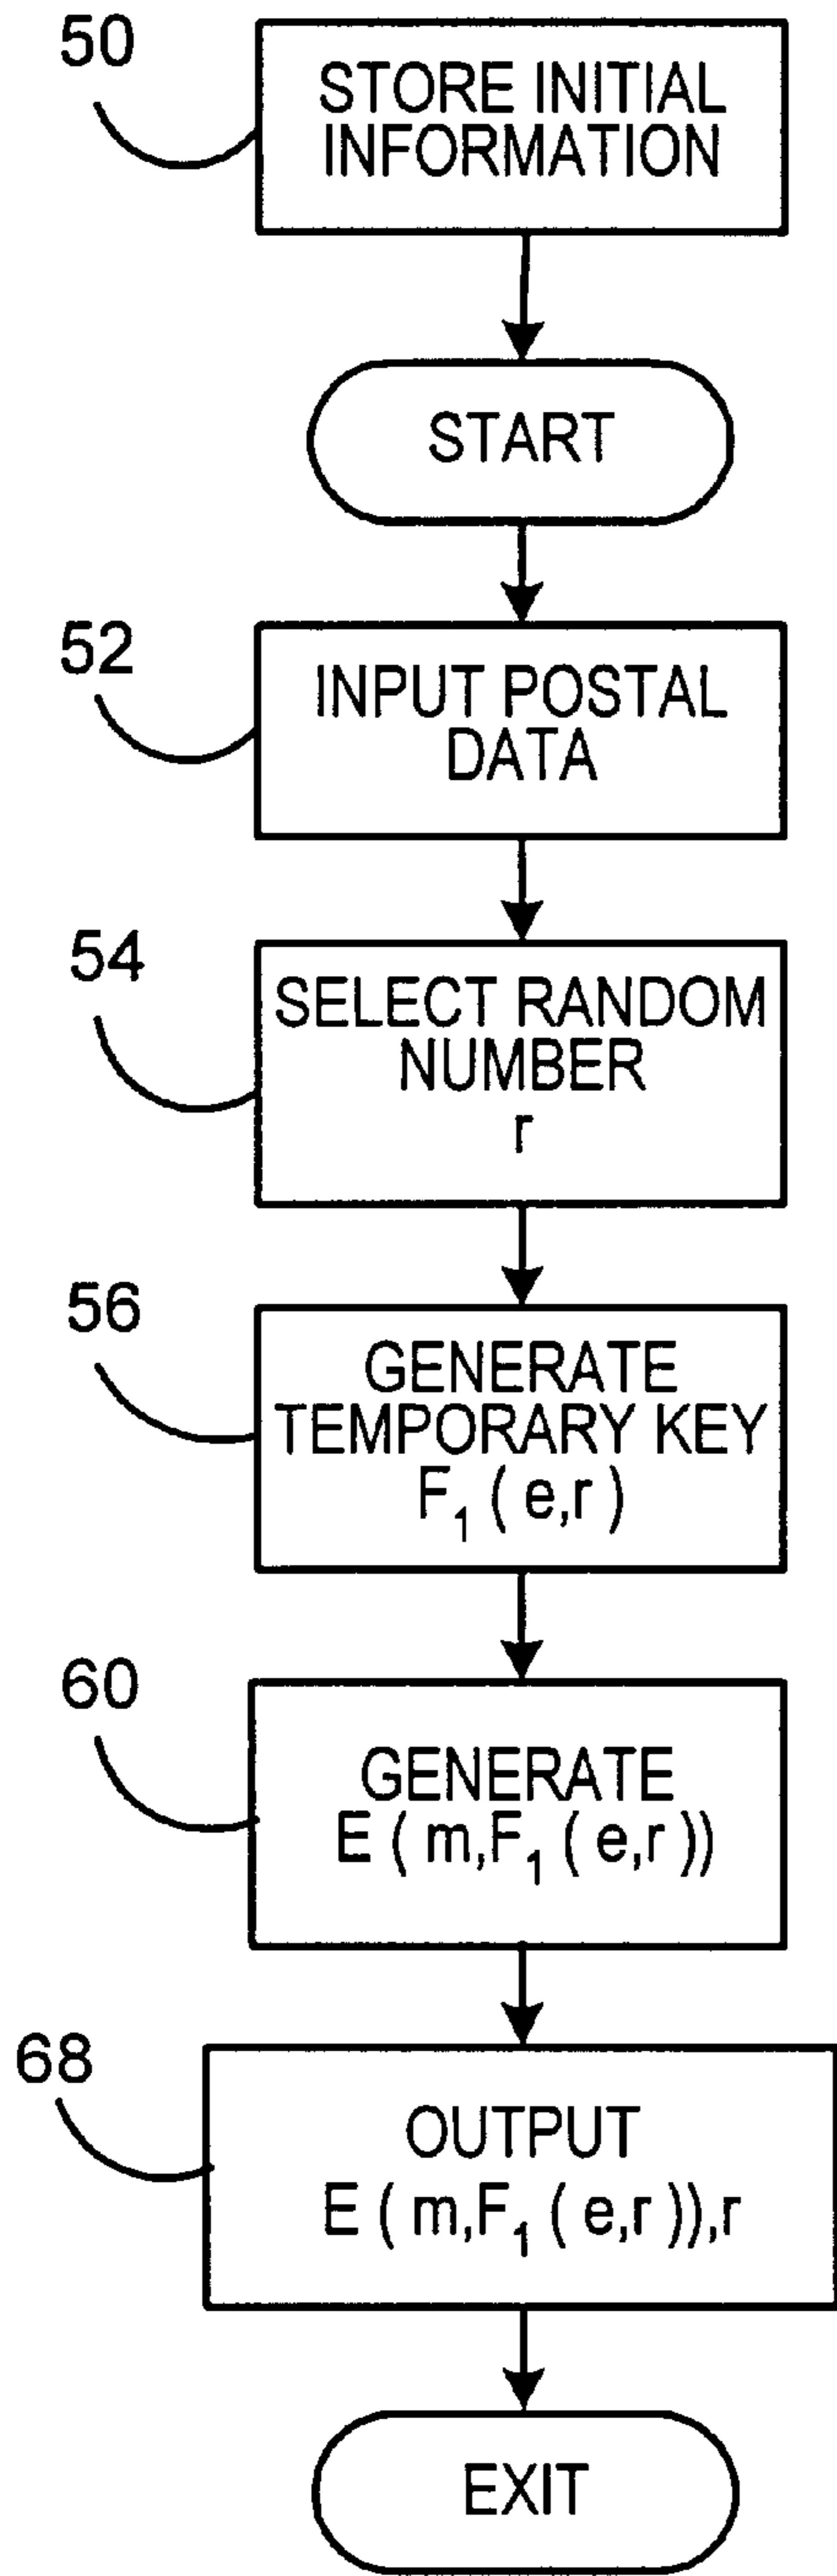 50
STORE INITIAL
INFORMATION
START
52
INPUT POSTAL
DATA
54
SELECT RANDOM
NUMBER
r
56
GENERATE
TEMPORARY KEY
F₁ ( e,r )
60
GENERATE
E ( m,F₁ ( e,r ))
68
OUTPUT
E ( m,F₁ ( e,r )),r
EXIT